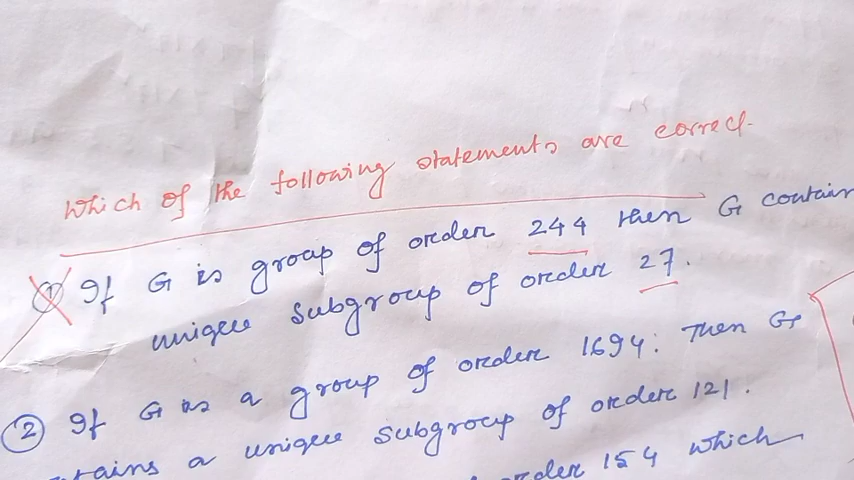 Which of the following statements are correct.
① If G is group of order 244 then G contain
unique subgroup of order 27.
② If G is a group of order 1694: Then G
tains a unique subgroup of order 121.
order 154 which